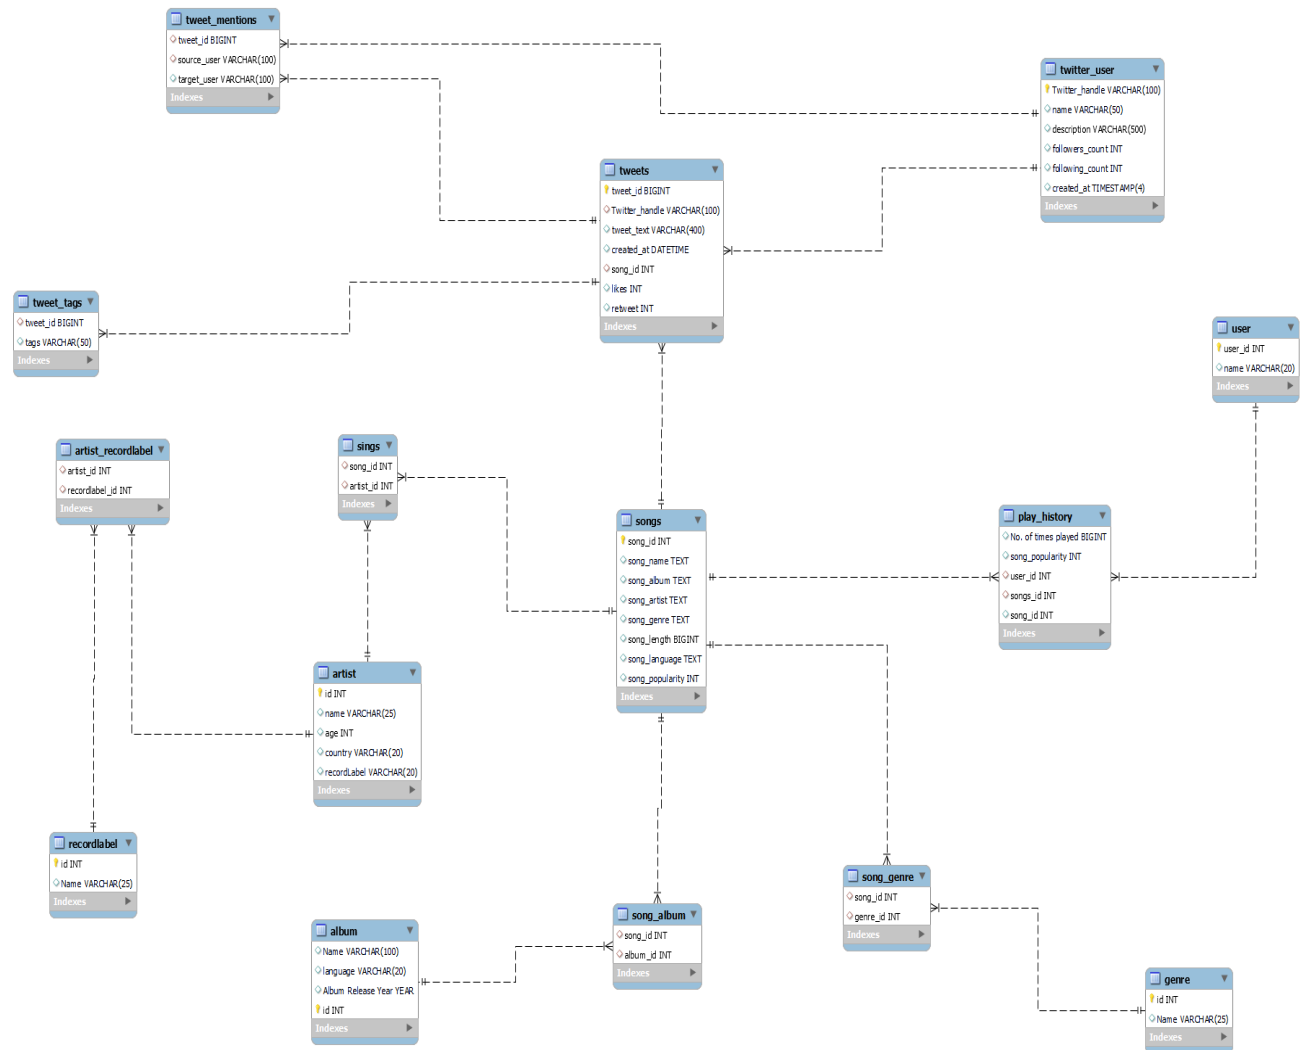 tweet_mentions
tweet_id BIGINT
source_user VARCHAR(100)
target_user VARCHAR(100)
Indexes
twitter_user
Twitter_handle VARCHAR(100)
name VARCHAR(50)
description VARCHAR(500)
followers_count INT
following_count INT
created_at TIMESTAMP(4)
Indexes
tweets
tweet_id BIGINT
Twitter_handle VARCHAR(100)
tweet_text VARCHAR(400)
created_at DATETIME
song_id INT
likes INT
retweet INT
Indexes
tweet_tags
tweet_id BIGINT
tags VARCHAR(50)
Indexes
user
user_id INT
name VARCHAR(20)
Indexes
artist_recordlabel
artist_id INT
recordlabel_id INT
Indexes
sings
song_id INT
artist_id INT
Indexes
songs
song_id INT
song_name TEXT
song_album TEXT
song_artist TEXT
song_genre TEXT
song_length BIGINT
song_language TEXT
song_popularity INT
Indexes
play_history
No. of times played BIGINT
song_popularity INT
user_id INT
songs_id INT
song_id INT
Indexes
artist
id INT
name VARCHAR(25)
age INT
country VARCHAR(20)
recordLabel VARCHAR(20)
Indexes
recordlabel
id INT
Name VARCHAR(25)
Indexes
album
Name VARCHAR(100)
language VARCHAR(20)
Album Release Year YEAR
id INT
Indexes
song_album
song_id INT
album_id INT
Indexes
song_genre
song_id INT
genre_id INT
Indexes
genre
id INT
Name VARCHAR(25)
Indexes